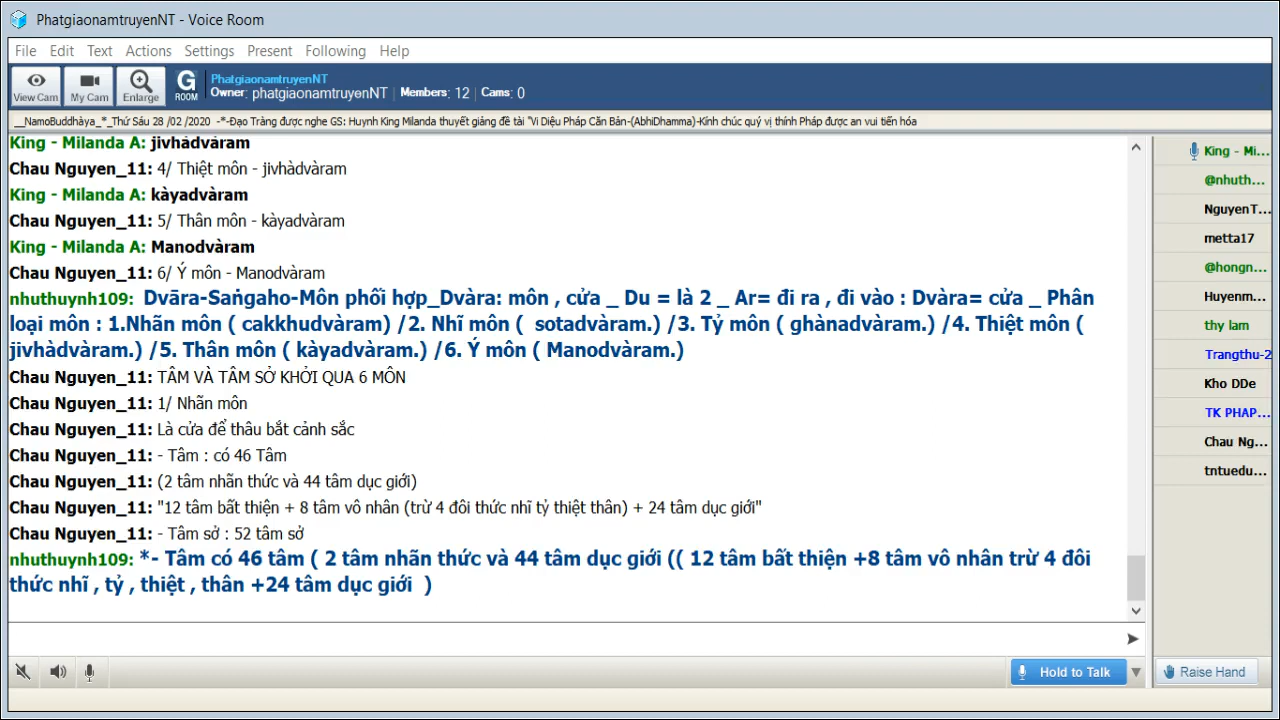 PhatgiaonamtruyenNT - Voice Room
File Edit Text Actions Settings Present Following Help
View Cam My Cam Enlarge G ROOM
PhatgiaonamtruyenNT
Owner: phatgiaonamtruyenNT | Members: 12 | Cams: 0
__NamoBuddhàya_*_Thứ Sáu 28 /02 /2020 -*-Đạo Tràng được nghe GS: Huynh King Milanda thuyết giảng đề tài "Vi Diệu Pháp Căn Bản-(AbhiDhamma)-Kính chúc quý vị thính Pháp được an vui tiến hóa
King - Milanda A: jivhàdvàram
Chau Nguyen_11: 4/ Thiệt môn - jivhàdvàram
King - Milanda A: kàyadvàram
Chau Nguyen_11: 5/ Thân môn - kàyadvàram
King - Milanda A: Manodvàram
Chau Nguyen_11: 6/ Ý môn - Manodvàram
nhuthuynh109: Dvāra-Saṅgaho-Môn phối hợp_Dvàra: môn , cửa _ Du = là 2 _ Ar= đi ra , đi vào : Dvàra= cửa _ Phân
loại môn : 1.Nhãn môn ( cakkhudvàram) /2. Nhĩ môn ( sotadvàram.) /3. Tỷ môn ( ghànadvàram.) /4. Thiệt môn (
jivhàdvàram.) /5. Thân môn ( kàyadvàram.) /6. Ý môn ( Manodvàram.)
Chau Nguyen_11: TÂM VÀ TÂM SỞ KHỞI QUA 6 MÔN
Chau Nguyen_11: 1/ Nhãn môn
Chau Nguyen_11: Là cửa để thâu bắt cảnh sắc
Chau Nguyen_11: - Tâm : có 46 Tâm
Chau Nguyen_11: (2 tâm nhãn thức và 44 tâm dục giới)
Chau Nguyen_11: "12 tâm bất thiện + 8 tâm vô nhân (trừ 4 đôi thức nhĩ tỷ thiệt thân) + 24 tâm dục giới"
Chau Nguyen_11: - Tâm sở : 52 tâm sở
nhuthuynh109: *- Tâm có 46 tâm ( 2 tâm nhãn thức và 44 tâm dục giới (( 12 tâm bất thiện +8 tâm vô nhân trừ 4 đôi
thức nhĩ , tỷ , thiệt , thân +24 tâm dục giới )
King - Mi...
@nhuth...
NguyenT...
metta17
@hongn...
Huyenm...
thy lam
Trangthu-2
Kho DDe
TK PHAP...
Chau Ng...
tntuedu...
Hold to Talk
Raise Hand